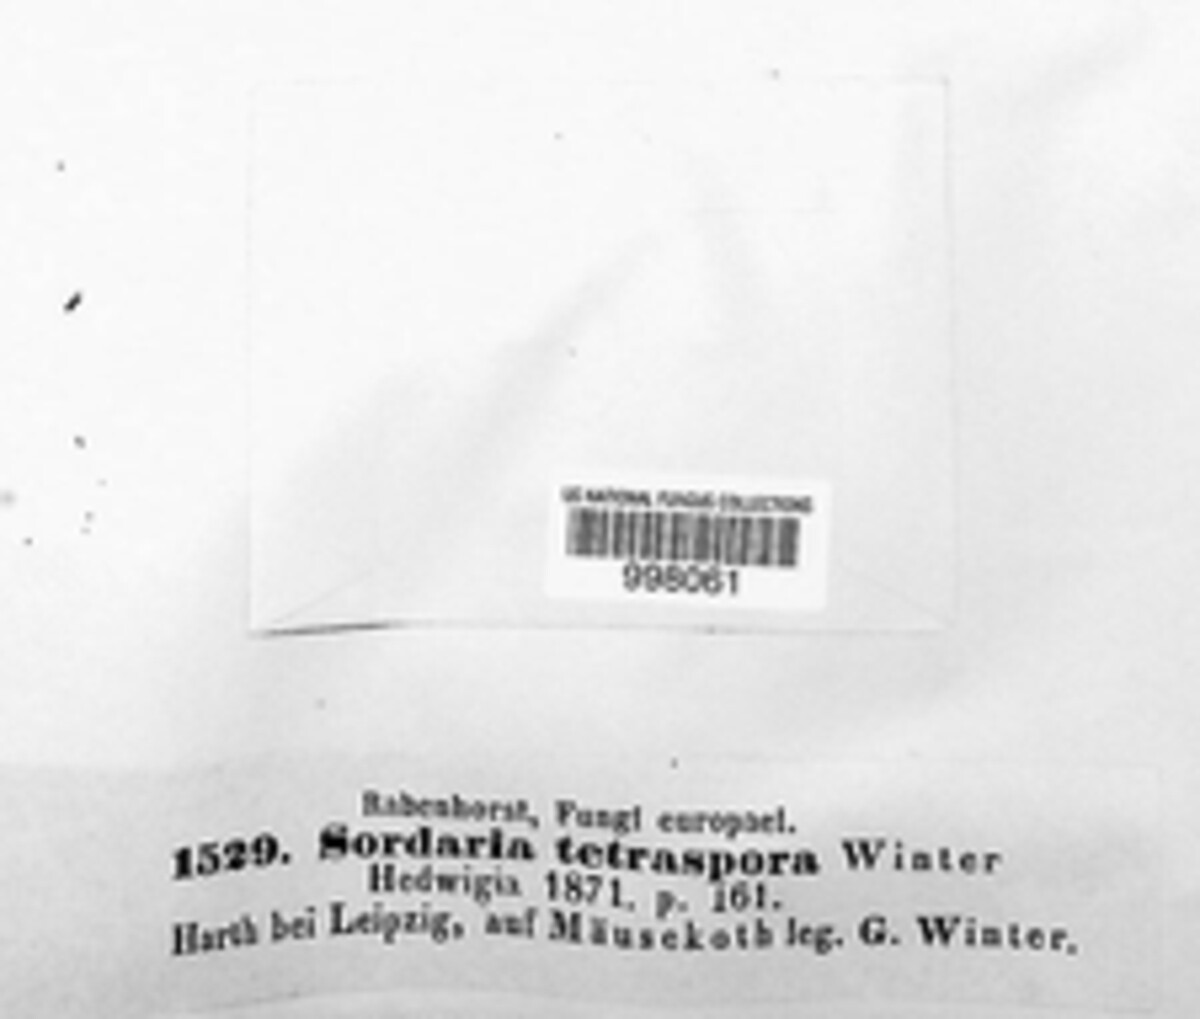 US NATIONAL FUNGUS COLLECTIONS
998061
Rabenhorst, Fungi europaei.
1529. Sordaria tetraspora Winter
Hedwigia 1871. p. 161.
Harth bei Leipzig, auf Mäusekoth leg. G. Winter.